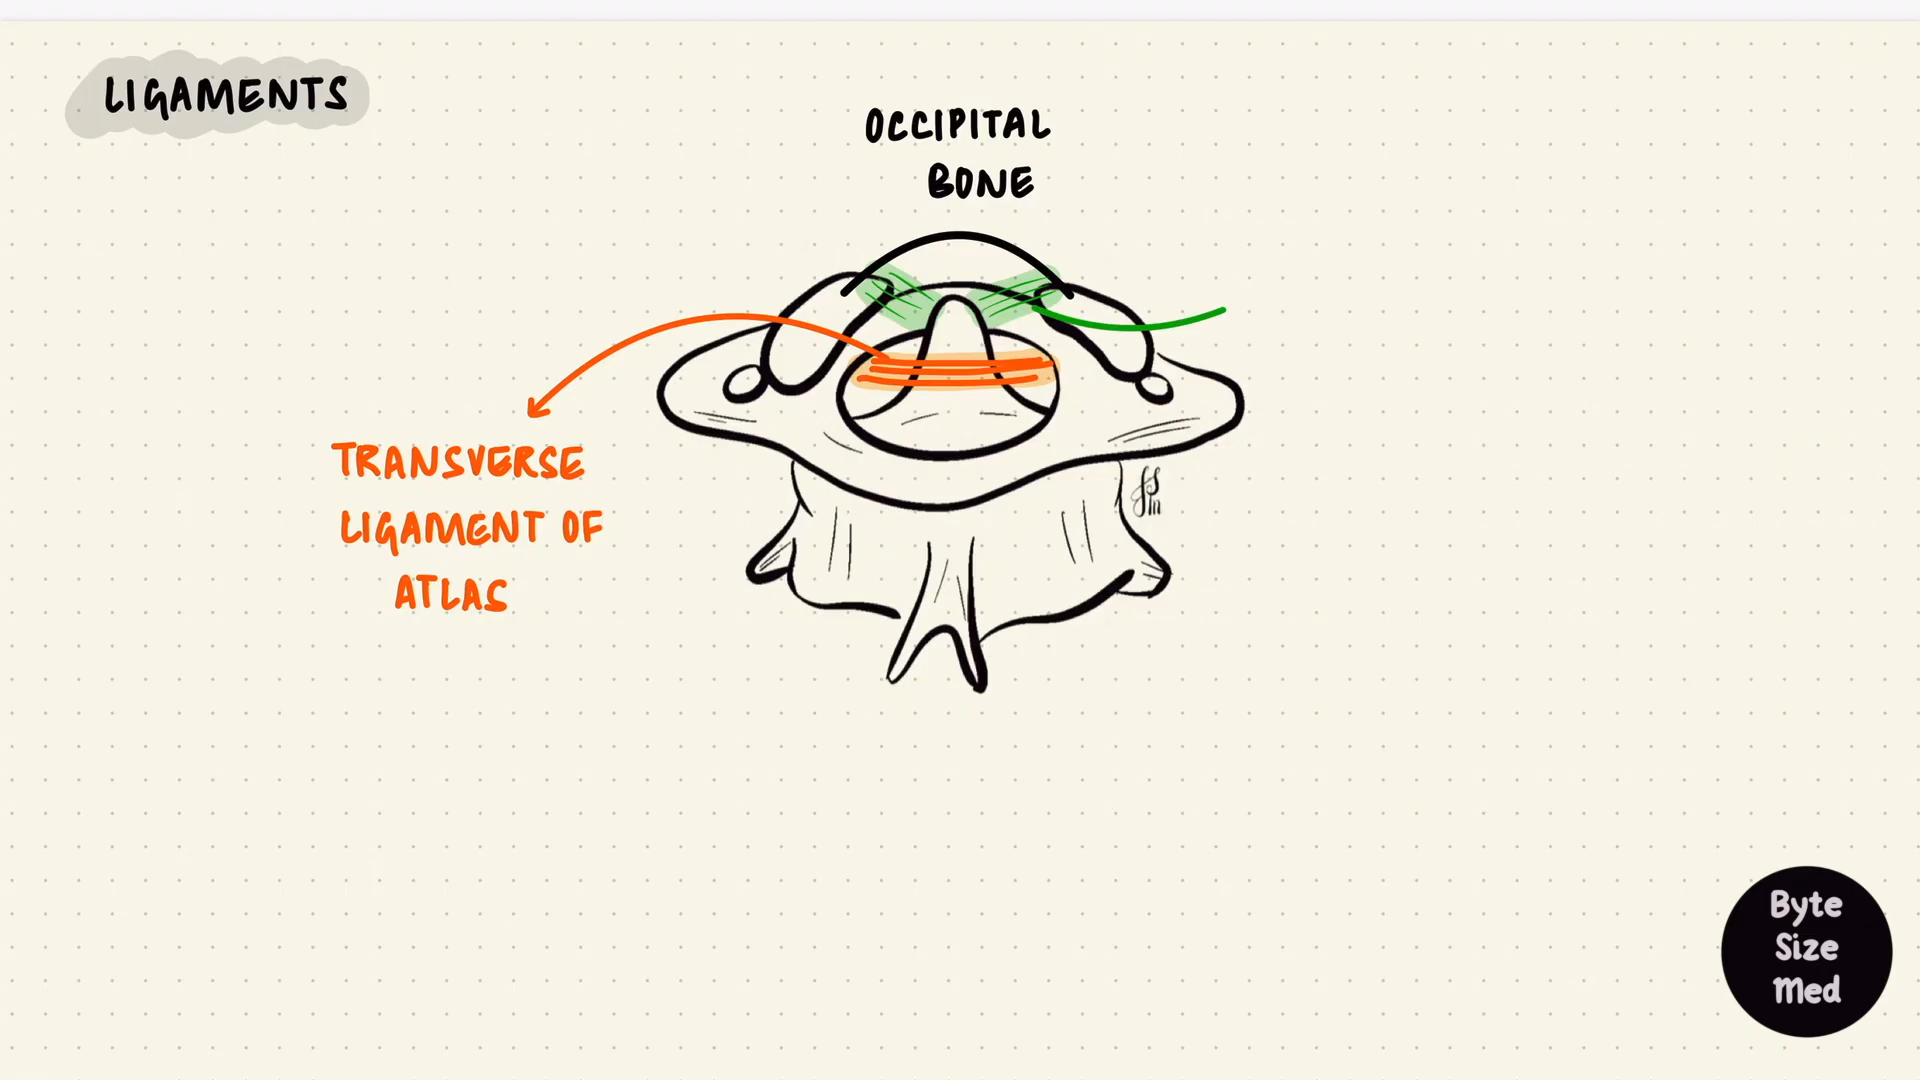 LIGAMENTS
OCCIPITAL
BONE
TRANSVERSE
LIGAMENT OF
ATLAS
Byte
Size
Med